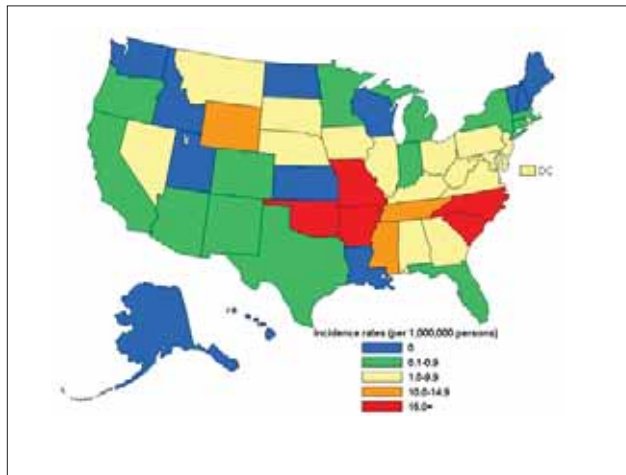 DC
Incidence rates (per 1,000,000 persons)
0
0.1-0.9
1.0-9.9
10.0-14.9
15.0+